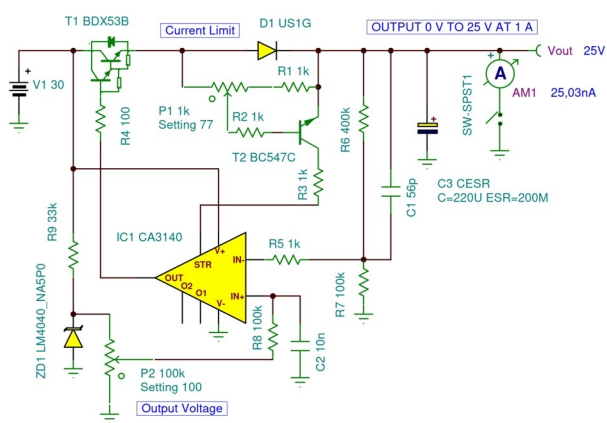 T1 BDX53B
Current Limit
D1 US1G
OUTPUT 0 V TO 25 V AT 1 A
+
V1 30
R4 100
R1 1k
P1 1k
Setting 77
R2 1k
T2 BC547C
R3 1k
R6 400k
C1 56p
+
C3 CESR
C=220U ESR=200M
SW-SPST1
+
A
AM1 25,03nA
Vout 25V
R9 33k
IC1 CA3140
STR
V+
IN-
OUT
O2
O1
V-
IN+
R5 1k
R7 100k
R8 100k
C2 10n
ZD1 LM4040_NA5P0
P2 100k
Setting 100
Output Voltage